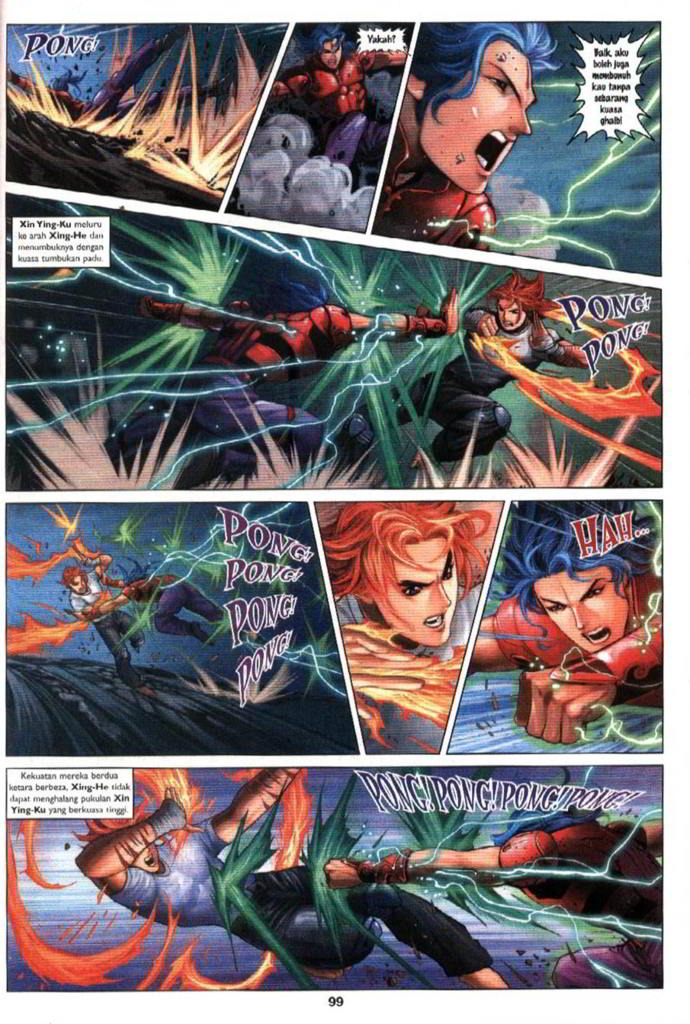 PONG!
Yakah?
Baik, aku
boleh juga
membunuh
kau tanpa
sebarang
kuasa
ghaib!
Xin Ying-Ku meluru
ke arah Xing-He dan
menumbuknya dengan
kuasa tumbukan padu.
PONG!
PONG!
PONG!
PONG!
PONG!
PONG!
HAH...
Kekuatan mereka berdua
ketara berbeza, Xing-He tidak
dapat menghalang pukulan Xin
Ying-Ku yang berkuasa tinggi.
PONG! PONG! PONG! PONG!
99